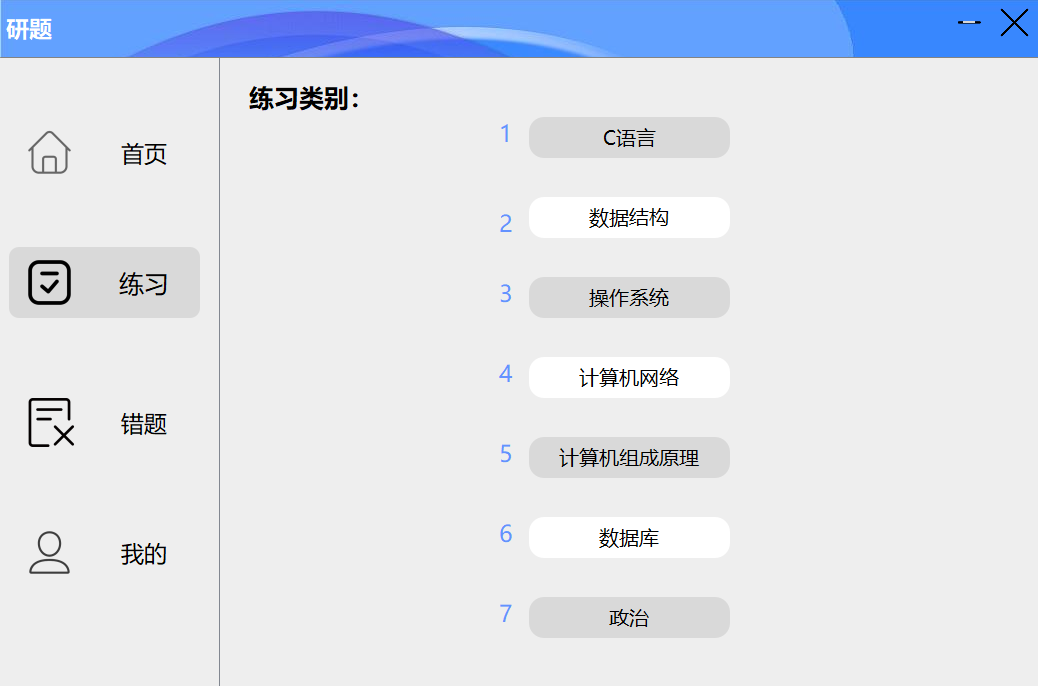 研题
首页
练习
错题
我的
练习类别：
1 C语言
2 数据结构
3 操作系统
4 计算机网络
5 计算机组成原理
6 数据库
7 政治